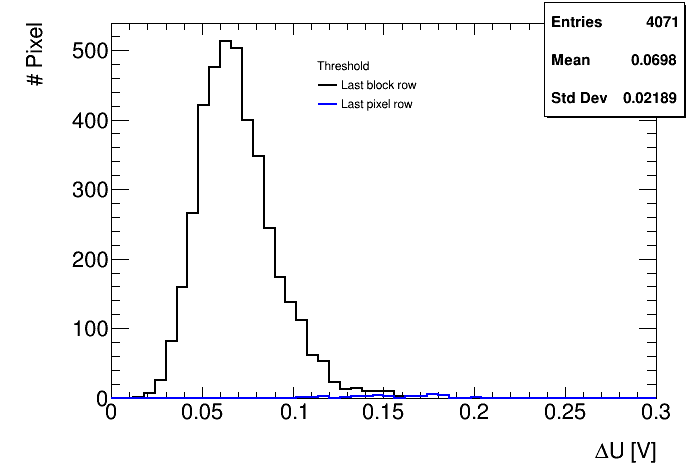 # Pixel
500
400
300
200
100
0
Threshold
Last block row
Last pixel row
Entries 4071
Mean 0.0698
Std Dev 0.02189
0 0.05 0.1 0.15 0.2 0.25 0.3
ΔU [V]